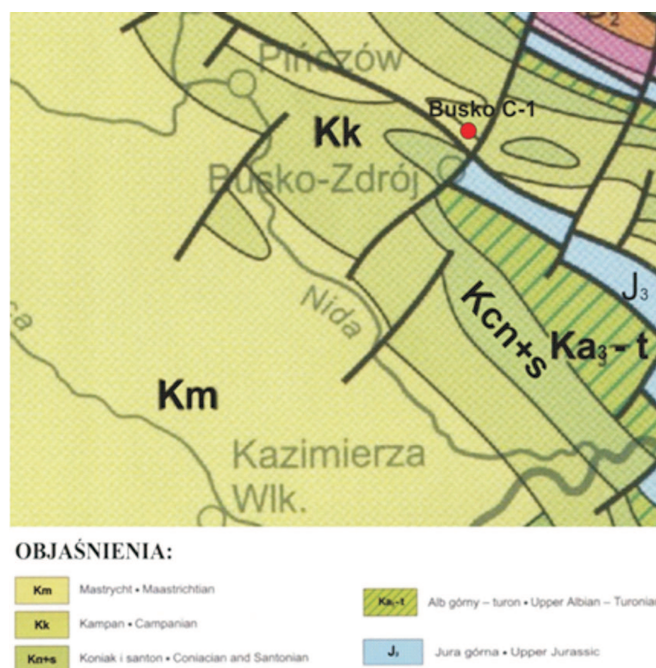 D₂
Pińczów
Busko C-1
Kk
Busko-Zdrój
J₃
Nida
Kcn+s
Ka₃-t
ca
Km
Kazimierza
Wlk.
OBJAŚNIENIA:
Km Mastrycht • Maastrichtian
Kk Kampan • Campanian
Kn+s Koniak i santon • Coniacian and Santonian
Ka₃-t Alb górny – turon • Upper Albian – Turonian
J₃ Jura górna • Upper Jurassic